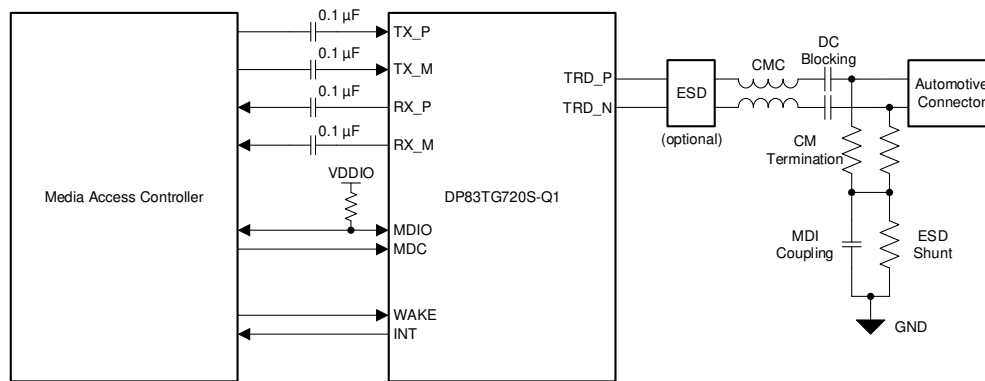 0.1 µF
TX_P
0.1 µF
TX_M
0.1 µF
RX_P
0.1 µF
RX_M
VDDIO
Media Access Controller
DP83TG720S-Q1
MDIO
MDC
WAKE
INT
TRD_P
TRD_N
ESD
(optional)
CMC
DC
Blocking
Automotive
Connector
CM
Termination
MDI
Coupling
ESD
Shunt
GND